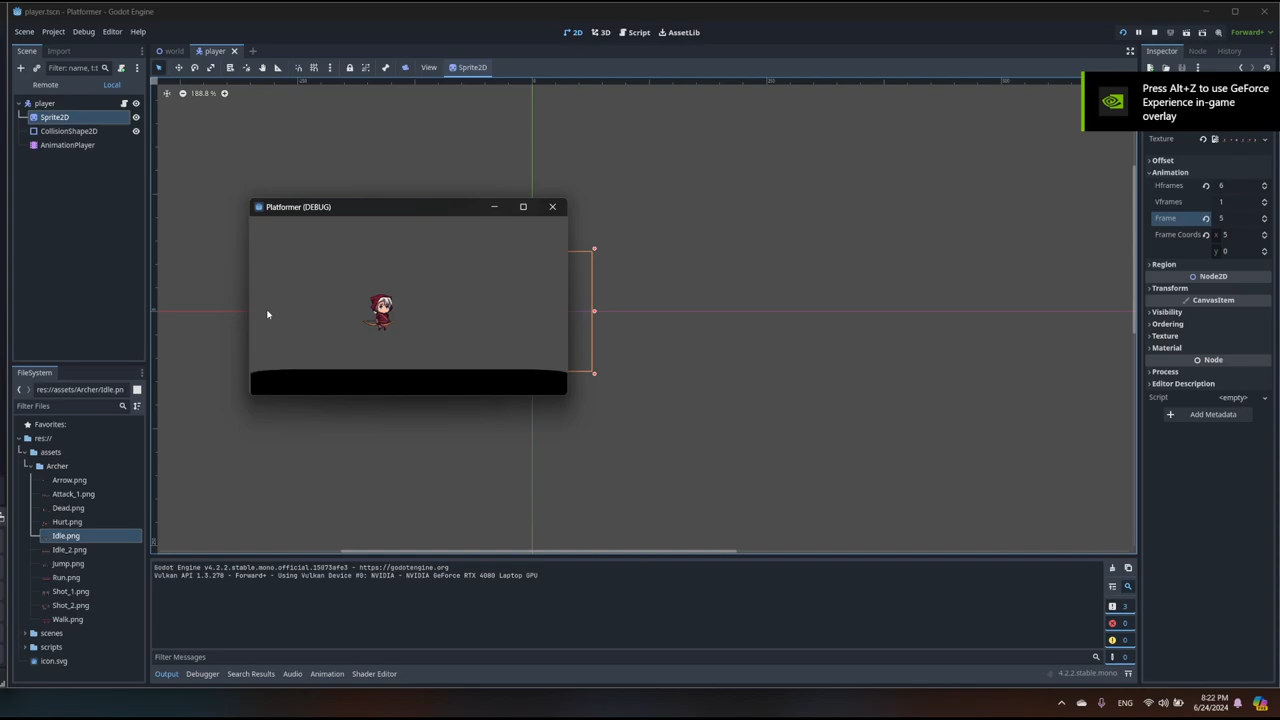 player.tscn - Platformer - Godot Engine
Scene Project Debug Editor Help
2D 3D Script AssetLib
Forward+
Scene Import
world player
Inspector Node History
Filter: name, t:t
View Sprite2D
Remote Local
188.8 %
Press Alt+Z to use GeForce
Experience in-game
overlay
player
Sprite2D
CollisionShape2D
AnimationPlayer
Texture
Offset
Animation
Hframes 6
Vframes 1
Frame 5
Frame Coords x 5
y 0
Region
Node2D
Transform
CanvasItem
Visibility
Ordering
Texture
Material
Node
Process
Editor Description
Script <empty>
Add Metadata
Platformer (DEBUG)
FileSystem
res://assets/Archer/Idle.pn
Filter Files
Favorites:
res://
assets
Archer
Arrow.png
Attack_1.png
Dead.png
Hurt.png
Idle.png
Idle_2.png
Jump.png
Run.png
Shot_1.png
Shot_2.png
Walk.png
scenes
scripts
icon.svg
Godot Engine v4.2.2.stable.mono.official.15073afe3 - https://godotengine.org
Vulkan API 1.3.278 - Forward+ - Using Vulkan Device #0: NVIDIA - NVIDIA GeForce RTX 4080 Laptop GPU
3
0
0
0
Filter Messages
Output Debugger Search Results Audio Animation Shader Editor
4.2.2.stable.mono
ENG
8:22 PM
6/24/2024